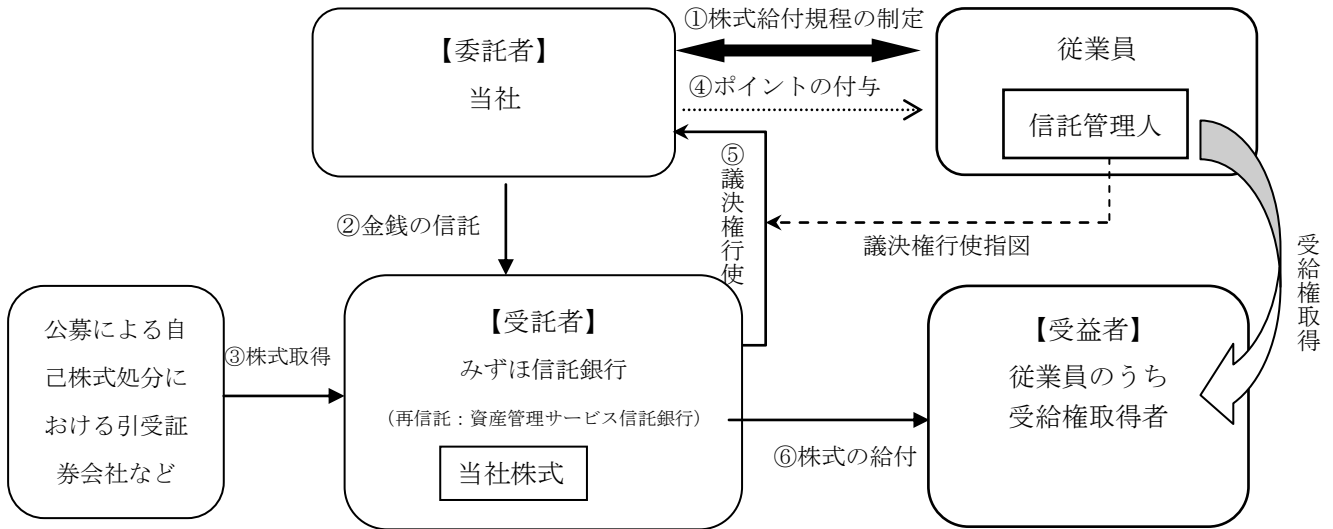 ①株式給付規程の制定
【委託者】
当社
従業員
④ポイントの付与
信託管理人
⑤議決権行使
②金銭の信託
議決権行使指図
受給権取得
公募による自
己株式処分に
おける引受証
券会社など
③株式取得
【受託者】
みずほ信託銀行
(再信託：資産管理サービス信託銀行)
当社株式
【受益者】
従業員のうち
受給権取得者
⑥株式の給付